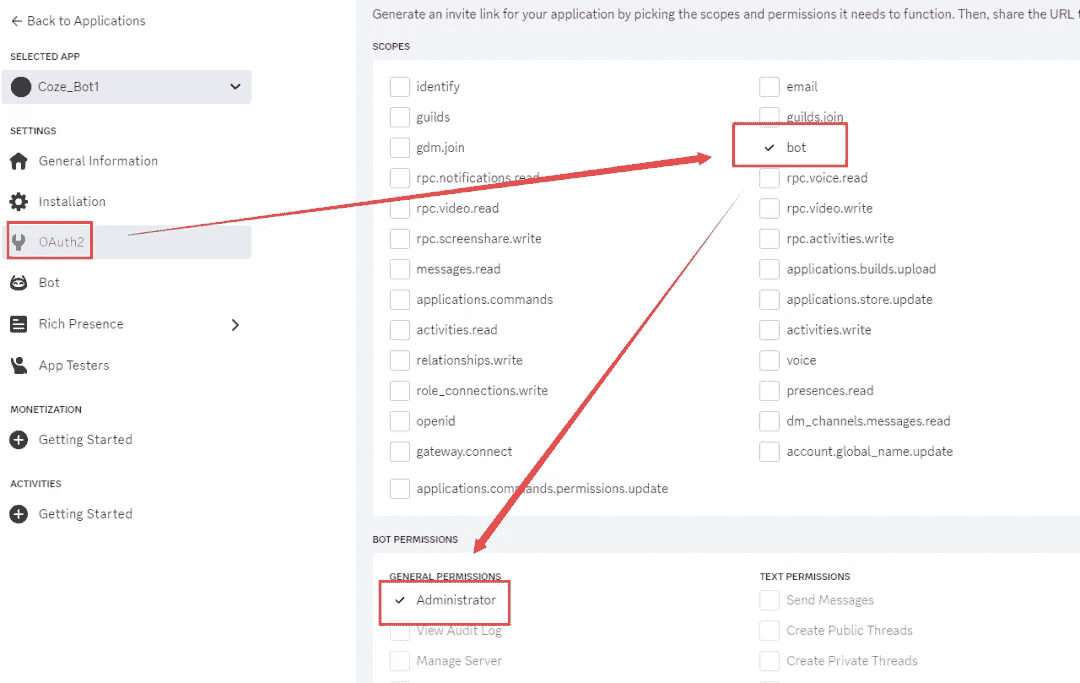 Back to Applications
SELECTED APP
Coze_Bot1
SETTINGS
General Information
Installation
OAuth2
Bot
Rich Presence
App Testers
MONETIZATION
Getting Started
ACTIVITIES
Getting Started
Generate an invite link for your application by picking the scopes and permissions it needs to function. Then, share the URL
SCOPES
identify
email
guilds
guilds.join
gdm.join
bot
rpc.notifications.read
rpc.voice.read
rpc.video.read
rpc.video.write
rpc.screenshare.write
rpc.activities.write
messages.read
applications.builds.upload
applications.commands
applications.store.update
activities.read
activities.write
relationships.write
voice
role_connections.write
presences.read
openid
dm_channels.messages.read
gateway.connect
account.global_name.update
applications.commands.permissions.update
BOT PERMISSIONS
GENERAL PERMISSIONS
TEXT PERMISSIONS
Administrator
Send Messages
View Audit Log
Create Public Threads
Manage Server
Create Private Threads